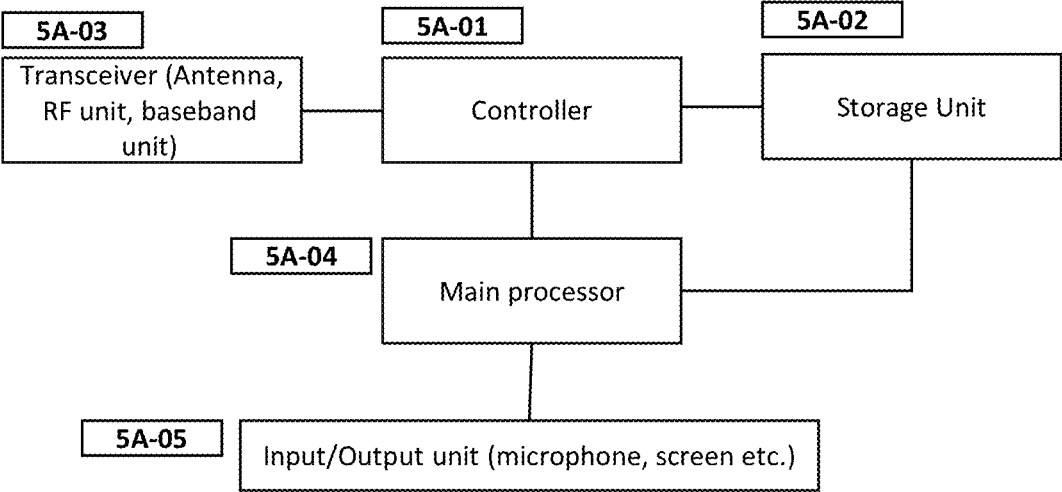 5A-03
5A-01
5A-02
Transceiver (Antenna,
RF unit, baseband
unit)
Controller
Storage Unit
5A-04
Main processor
5A-05
Input/Output unit (microphone, screen etc.)